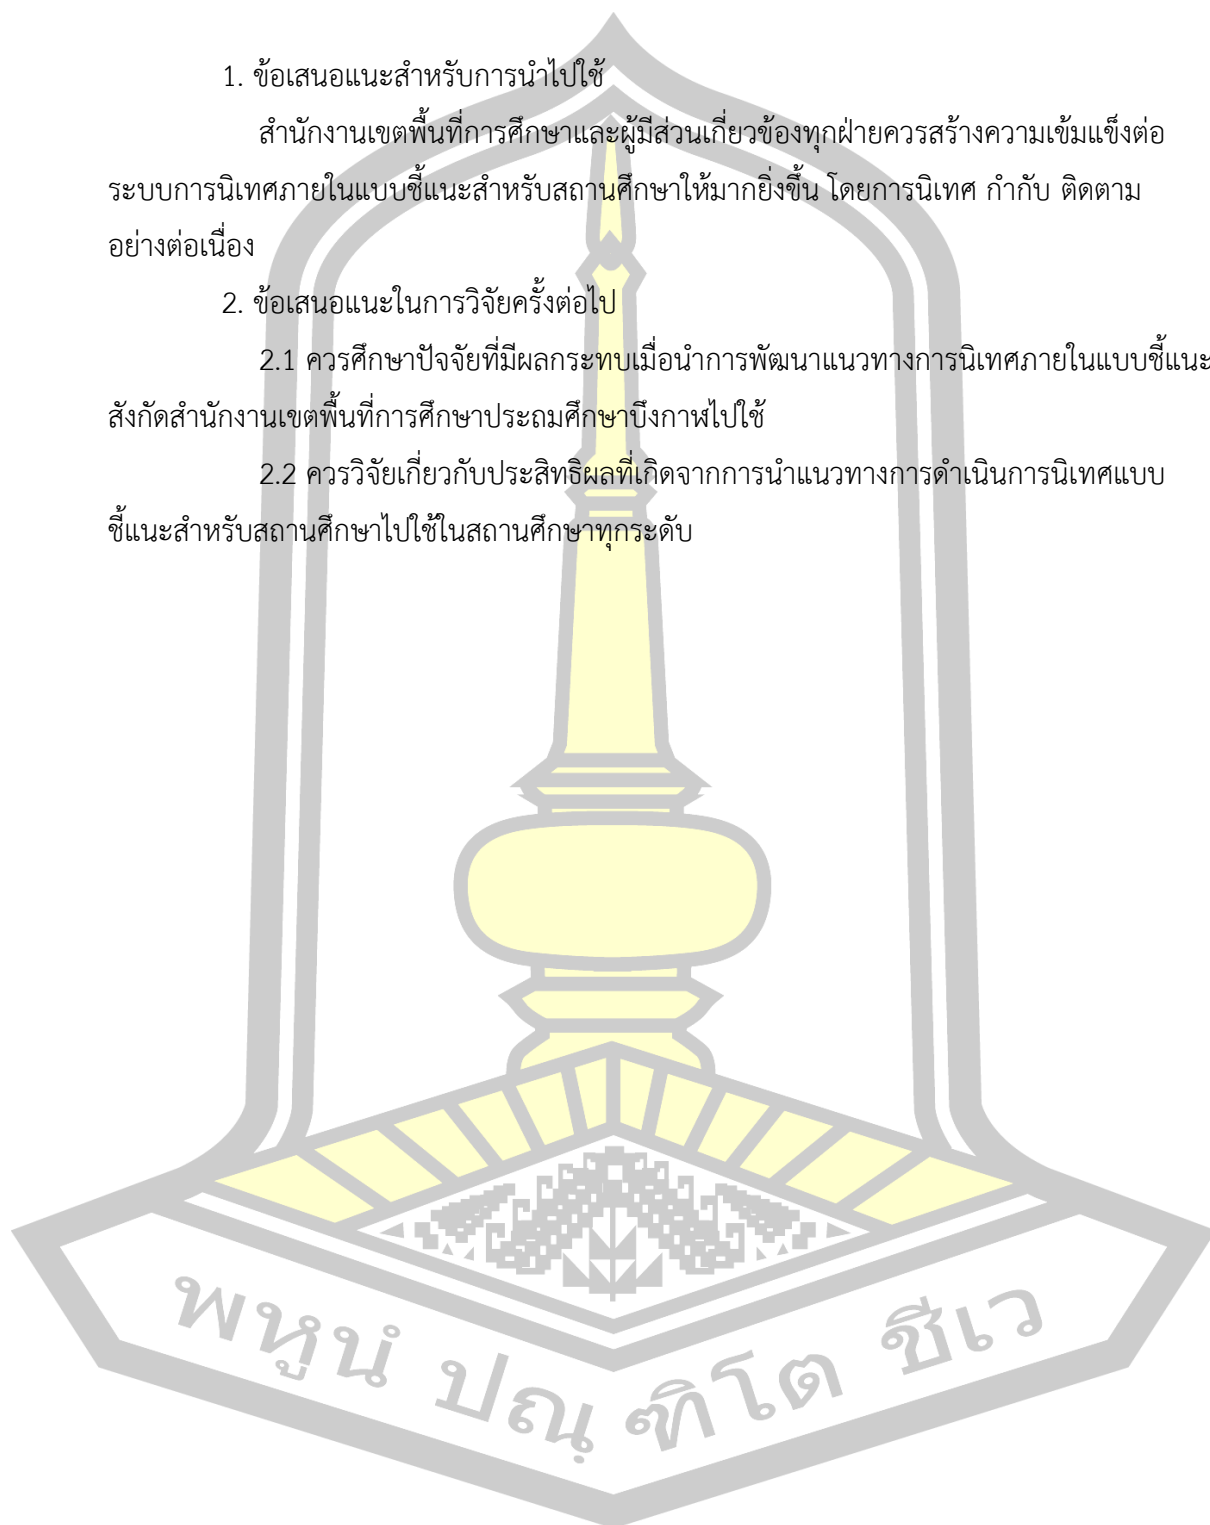 1. ข้อเสนอแนะสำหรับการนำไปใช้
สำนักงานเขตพื้นที่การศึกษาและผู้มีส่วนเกี่ยวข้องทุกฝ่ายควรสร้างความเข้มแข็งต่อ
ระบบการนิเทศภายในแบบชี้แนะสำหรับสถานศึกษาให้มากยิ่งขึ้น โดยการนิเทศ กำกับ ติดตาม
อย่างต่อเนื่อง
2. ข้อเสนอแนะในการวิจัยครั้งต่อไป
2.1 ควรศึกษาปัจจัยที่มีผลกระทบเมื่อนำการพัฒนาแนวทางการนิเทศภายในแบบชี้แนะ
สังกัดสำนักงานเขตพื้นที่การศึกษาประถมศึกษาบึงกาฬไปใช้
2.2 ควรวิจัยเกี่ยวกับประสิทธิผลที่เกิดจากการนำแนวทางการดำเนินการนิเทศแบบ
ชี้แนะสำหรับสถานศึกษาไปใช้ในสถานศึกษาทุกระดับ
พหูนํ ปณฺ ฑิโต ชีเว